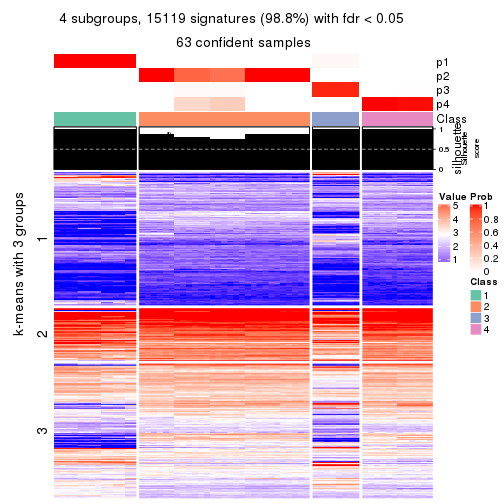 4 subgroups, 15119 signatures (98.8%) with fdr < 0.05
63 confident samples
p1
p2
p3
p4
Class
1
0.5
0
silhouette
Silhouette
score
k-means with 3 groups
1
2
3
Value
5
4
3
2
1
Prob
1
0.8
0.6
0.4
0.2
0
Class
1
2
3
4